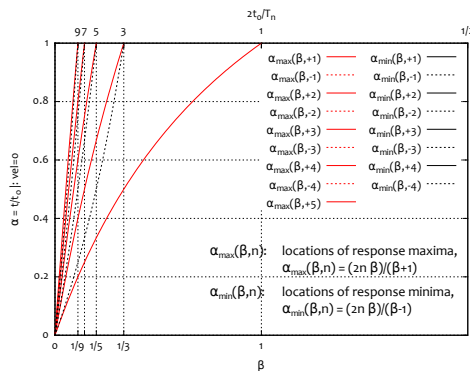 2t₀/Tₙ
97 5 3 1 1/3
α = t/t₀ |: vel=0
1
0.8
0.6
0.4
0.2
0
αmax(β,+1) αmin(β,+1)
αmax(β,-1) αmin(β,-1)
αmax(β,+2) αmin(β,+2)
αmax(β,-2) αmin(β,-2)
αmax(β,+3) αmin(β,+3)
αmax(β,-3) αmin(β,-3)
αmax(β,+4) αmin(β,+4)
αmax(β,-4) αmin(β,-4)
αmax(β,+5)
αmax(β,n): locations of response maxima,
αmax(β,n) = (2n β)/(β+1)
αmin(β,n): locations of response minima,
αmin(β,n) = (2n β)/(β-1)
0 1/9 1/5 1/3 1
β